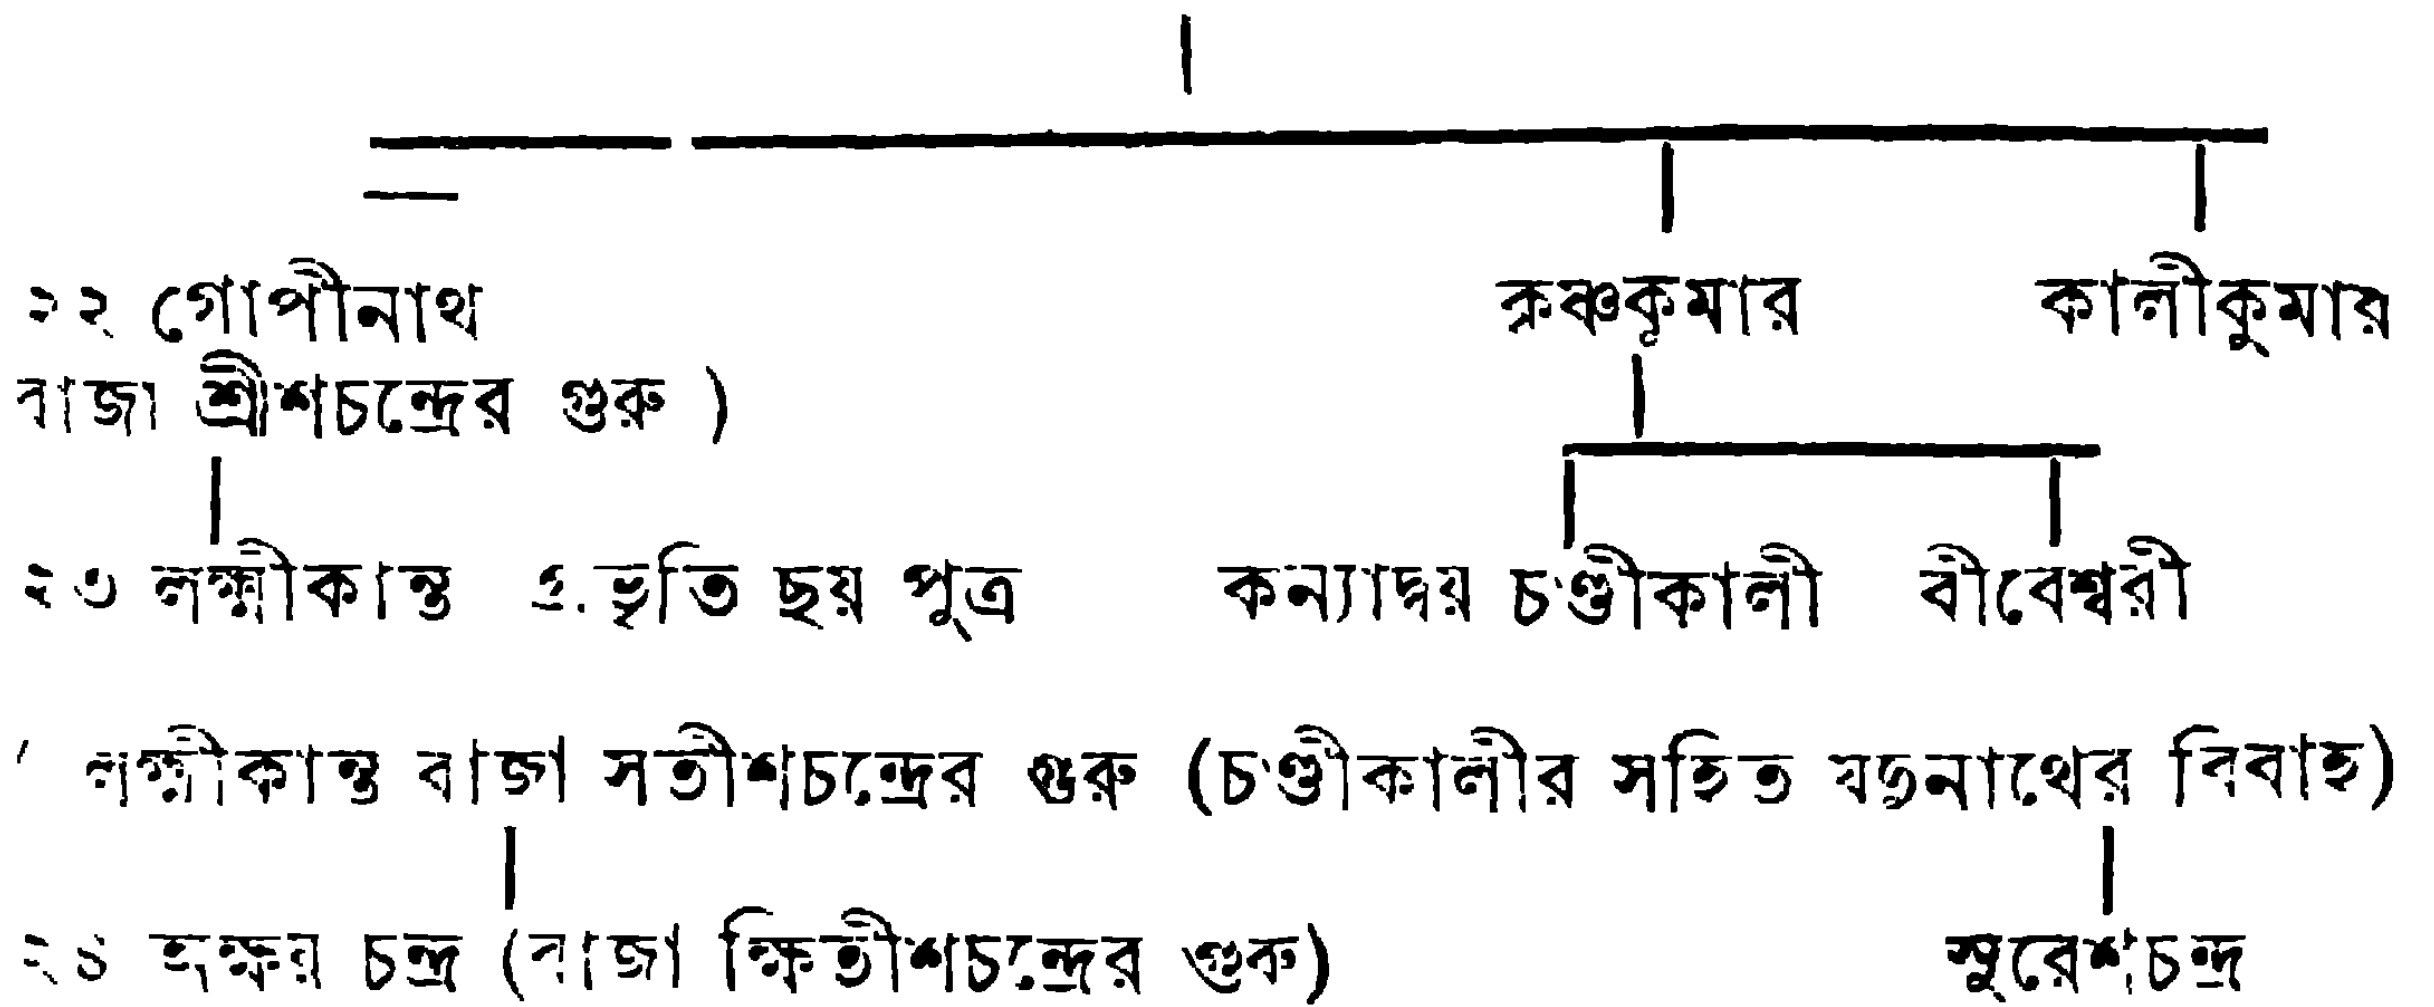 ২২ গোপীনাথ কৃষ্ণকুমার কালীকুমার
রাজা শ্রীশচন্দ্রের গুরু )
২৩ লক্ষ্মীকান্ত প্রভৃতি ছয় পুত্র কন্যাদ্বয় চণ্ডীকালী বীরেশ্বরী
লক্ষ্মীকান্ত রাজা সতীশচন্দ্রের গুরু (চণ্ডীকালীর সহিত যদুনাথের বিবাহ)
২৪ অক্ষয় চন্দ্র (রাজা ক্ষিতীশচন্দ্রের গুরু) সুরেশচন্দ্র